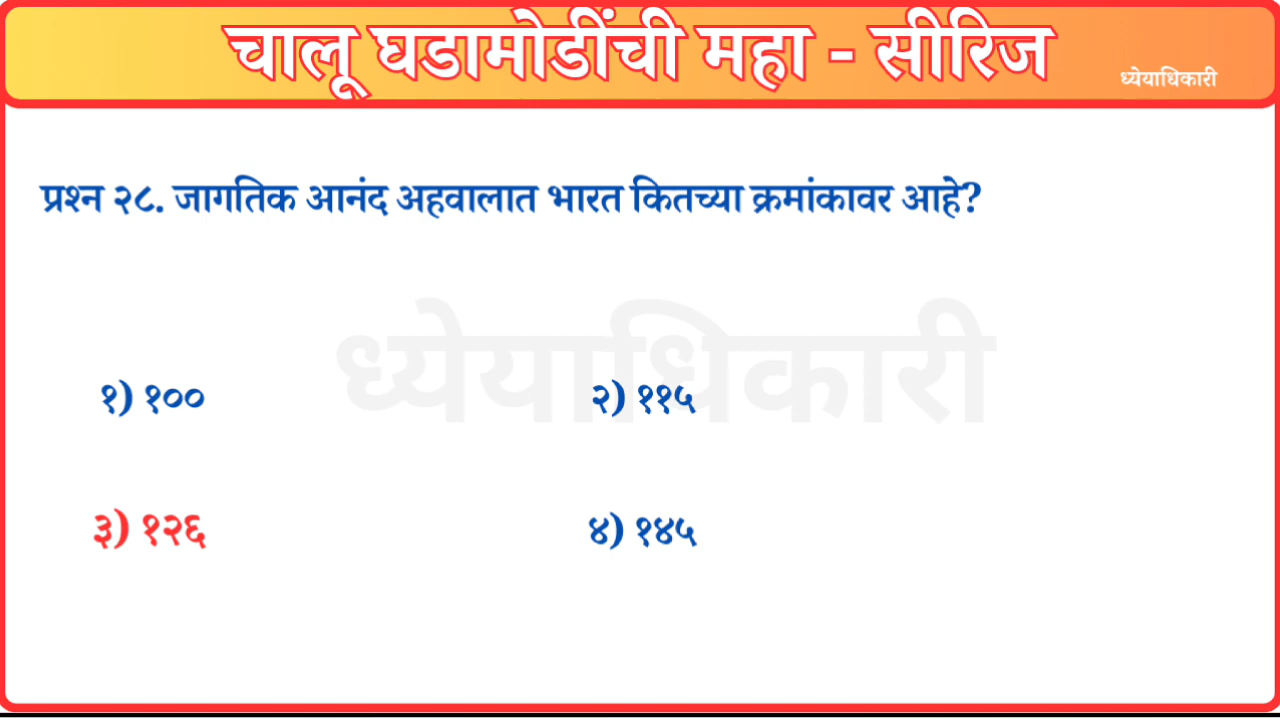 चालू घडामोडींची महा - सीरिज
ध्येयाधिकारी
प्रश्न २८. जागतिक आनंद अहवालात भारत कितच्या क्रमांकावर आहे?
ध्येयाधिकारी
१) १००
२) ११५
३) १२६
४) १४५